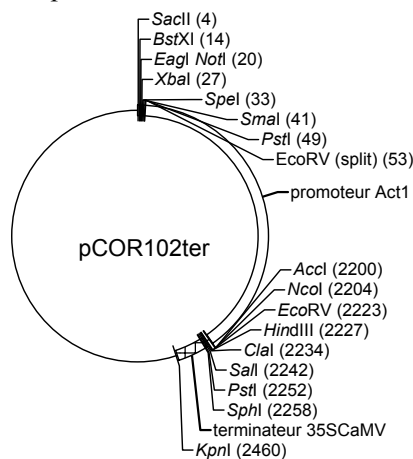 SacII (4)
BstXI (14)
EagI NotI (20)
XbaI (27)
SpeI (33)
SmaI (41)
PstI (49)
EcoRV (split) (53)
promoteur Act1
pCOR102ter
AccI (2200)
NcoI (2204)
EcoRV (2223)
HindIII (2227)
ClaI (2234)
SalI (2242)
PstI (2252)
SphI (2258)
terminateur 35SCaMV
KpnI (2460)